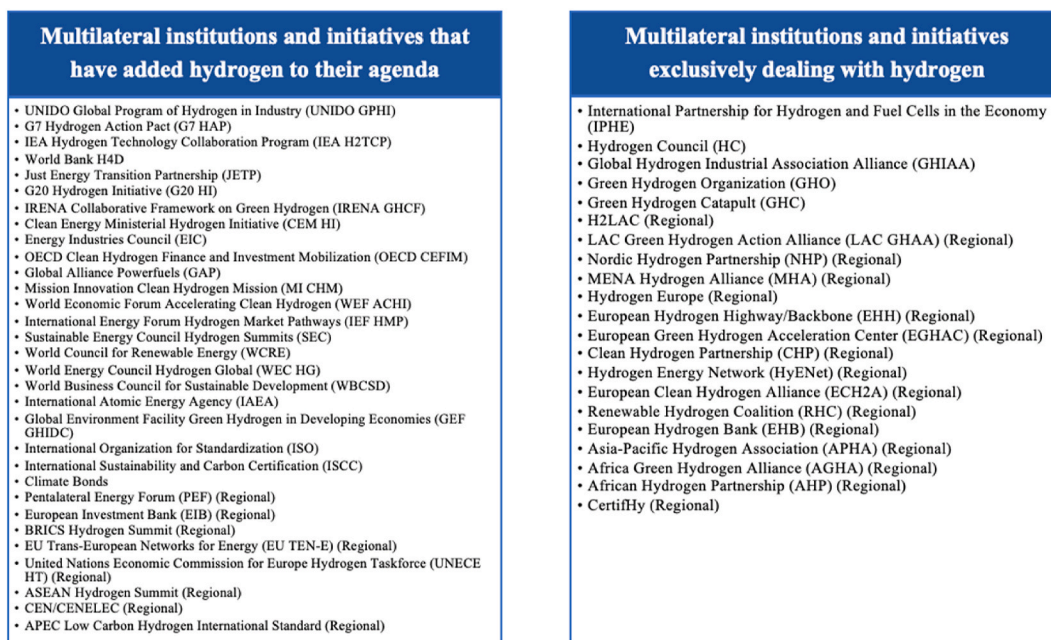 Multilateral institutions and initiatives that
have added hydrogen to their agenda
• UNIDO Global Program of Hydrogen in Industry (UNIDO GPHI)
• G7 Hydrogen Action Pact (G7 HAP)
• IEA Hydrogen Technology Collaboration Program (IEA H2TCP)
• World Bank H4D
• Just Energy Transition Partnership (JETP)
• G20 Hydrogen Initiative (G20 HI)
• IRENA Collaborative Framework on Green Hydrogen (IRENA GHCF)
• Clean Energy Ministerial Hydrogen Initiative (CEM HI)
• Energy Industries Council (EIC)
• OECD Clean Hydrogen Finance and Investment Mobilization (OECD CEFIM)
• Global Alliance Powerfuels (GAP)
• Mission Innovation Clean Hydrogen Mission (MI CHM)
• World Economic Forum Accelerating Clean Hydrogen (WEF ACHI)
• International Energy Forum Hydrogen Market Pathways (IEF HMP)
• Sustainable Energy Council Hydrogen Summits (SEC)
• World Council for Renewable Energy (WCRE)
• World Energy Council Hydrogen Global (WEC HG)
• World Business Council for Sustainable Development (WBCSD)
• International Atomic Energy Agency (IAEA)
• Global Environment Facility Green Hydrogen in Developing Economies (GEF
GHIDC)
• International Organization for Standardization (ISO)
• International Sustainability and Carbon Certification (ISCC)
• Climate Bonds
• Pentalateral Energy Forum (PEF) (Regional)
• European Investment Bank (EIB) (Regional)
• BRICS Hydrogen Summit (Regional)
• EU Trans-European Networks for Energy (EU TEN-E) (Regional)
• United Nations Economic Commission for Europe Hydrogen Taskforce (UNECE
HT) (Regional)
• ASEAN Hydrogen Summit (Regional)
• CEN/CENELEC (Regional)
• APEC Low Carbon Hydrogen International Standard (Regional)
Multilateral institutions and initiatives
exclusively dealing with hydrogen
• International Partnership for Hydrogen and Fuel Cells in the Economy
(IPHE)
• Hydrogen Council (HC)
• Global Hydrogen Industrial Association Alliance (GHIAA)
• Green Hydrogen Organization (GHO)
• Green Hydrogen Catapult (GHC)
• H2LAC (Regional)
• LAC Green Hydrogen Action Alliance (LAC GHAA) (Regional)
• Nordic Hydrogen Partnership (NHP) (Regional)
• MENA Hydrogen Alliance (MHA) (Regional)
• Hydrogen Europe (Regional)
• European Hydrogen Highway/Backbone (EHH) (Regional)
• European Green Hydrogen Acceleration Center (EGHAC) (Regional)
• Clean Hydrogen Partnership (CHP) (Regional)
• Hydrogen Energy Network (HyENet) (Regional)
• European Clean Hydrogen Alliance (ECH2A) (Regional)
• Renewable Hydrogen Coalition (RHC) (Regional)
• European Hydrogen Bank (EHB) (Regional)
• Asia-Pacific Hydrogen Association (APHA) (Regional)
• Africa Green Hydrogen Alliance (AGHA) (Regional)
• African Hydrogen Partnership (AHP) (Regional)
• CertifHy (Regional)